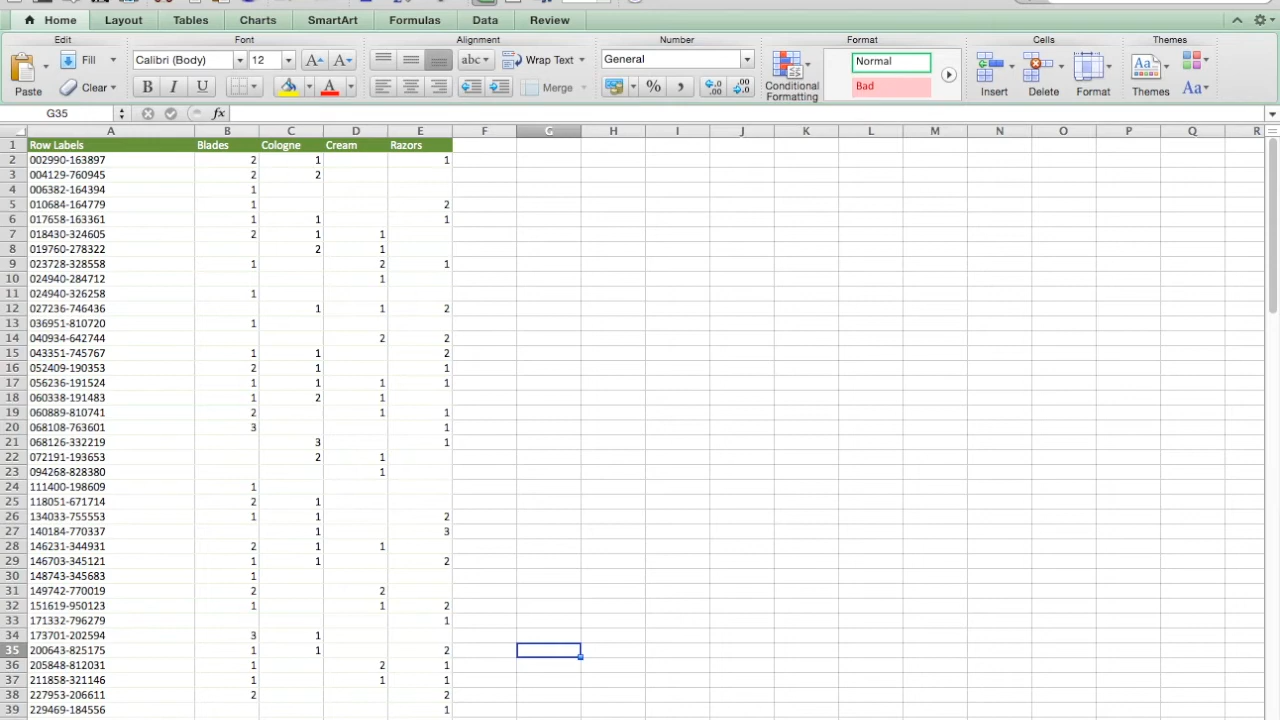 Home Layout Tables Charts SmartArt Formulas Data Review
Edit Font Alignment Number Format Cells Themes
Fill Calibri (Body) 12 A A abc Wrap Text General Normal
Paste Clear B I U A Merge % , .0 .00 .00 .0 Conditional Formatting Bad Insert Delete Format Aa Themes Aa
G35 fx
A B C D E F G H I J K L M N O P Q R
1 Row Labels Blades Cologne Cream Razors
2 002990-163897 2 1 1
3 004129-760945 2 2
4 006382-164394 1
5 010684-164779 1 2
6 017658-163361 1 1 1
7 018430-324605 2 1 1
8 019760-278322 2 1
9 023728-328558 1 2 1
10 024940-284712 1
11 024940-326258 1
12 027236-746436 1 1 2
13 036951-810720 1
14 040934-642744 2 2
15 043351-745767 1 1 2
16 052409-190353 2 1 1
17 056236-191524 1 1 1 1
18 060338-191483 1 2 1
19 060889-810741 2 1 1
20 068108-763601 3 1
21 068126-332219 3 1
22 072191-193653 2 1
23 094268-828380 1
24 111400-198609 1
25 118051-671714 2 1
26 134033-755553 1 1 2
27 140184-770337 1 3
28 146231-344931 2 1 1
29 146703-345121 1 1 2
30 148743-345683 1
31 149742-770019 2 2
32 151619-950123 1 1 2
33 171332-796279 1
34 173701-202594 3 1
35 200643-825175 1 1 2
36 205848-812031 1 2 1
37 211858-321146 1 1 1
38 227953-206611 2 2
39 229469-184556 1